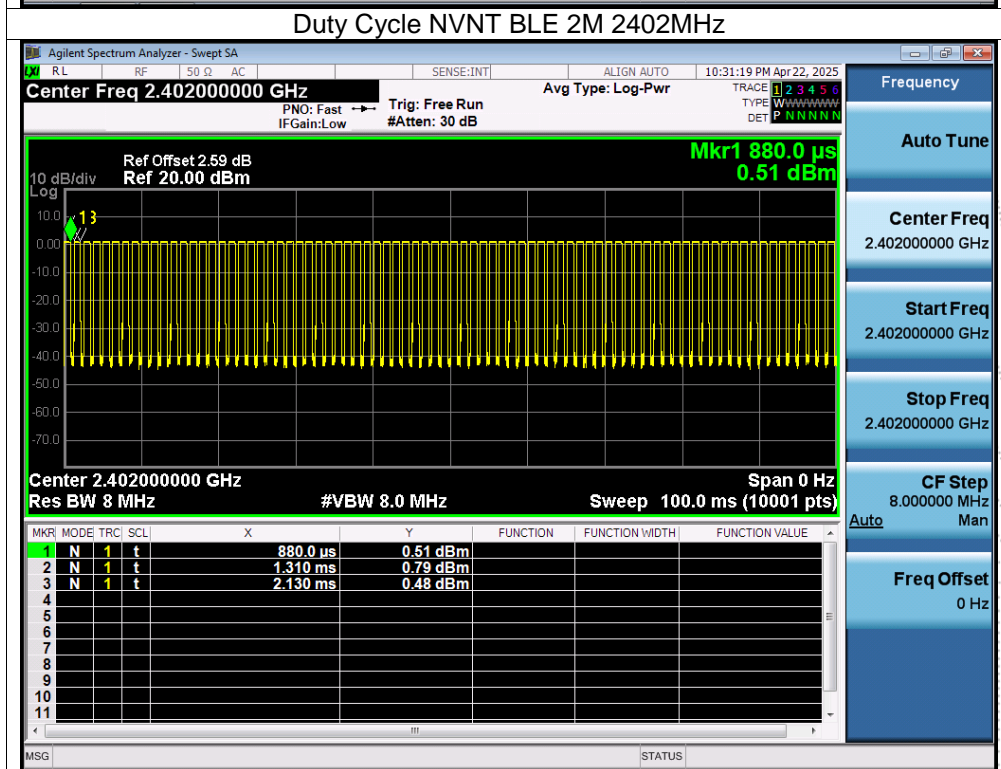 Duty Cycle NVNT BLE 2M 2402MHz
Agilent Spectrum Analyzer - Swept SA
LXI RL RF 50 Ω AC SENSE:INT ALIGN AUTO 10:31:19 PM Apr 22, 2025
Center Freq 2.402000000 GHz
PNO: Fast
IFGain:Low
Trig: Free Run
#Atten: 30 dB
Avg Type: Log-Pwr
TRACE 1 2 3 4 5 6
TYPE WWWWWW
DET P N N N N N
Mkr1 880.0 µs
0.51 dBm
Ref Offset 2.59 dB
10 dB/div Ref 20.00 dBm
Log
10.0
0.00
-10.0
-20.0
-30.0
-40.0
-50.0
-60.0
-70.0
1 3
Center 2.402000000 GHz Span 0 Hz
Res BW 8 MHz #VBW 8.0 MHz Sweep 100.0 ms (10001 pts)
MKR MODE TRC SCL X Y FUNCTION FUNCTION WIDTH FUNCTION VALUE
1 N 1 t 880.0 µs 0.51 dBm
2 N 1 t 1.310 ms 0.79 dBm
3 N 1 t 2.130 ms 0.48 dBm
4
5
6
7
8
9
10
11
MSG STATUS
Frequency
Auto Tune
Center Freq
2.402000000 GHz
Start Freq
2.402000000 GHz
Stop Freq
2.402000000 GHz
CF Step
8.000000 MHz
Auto Man
Freq Offset
0 Hz